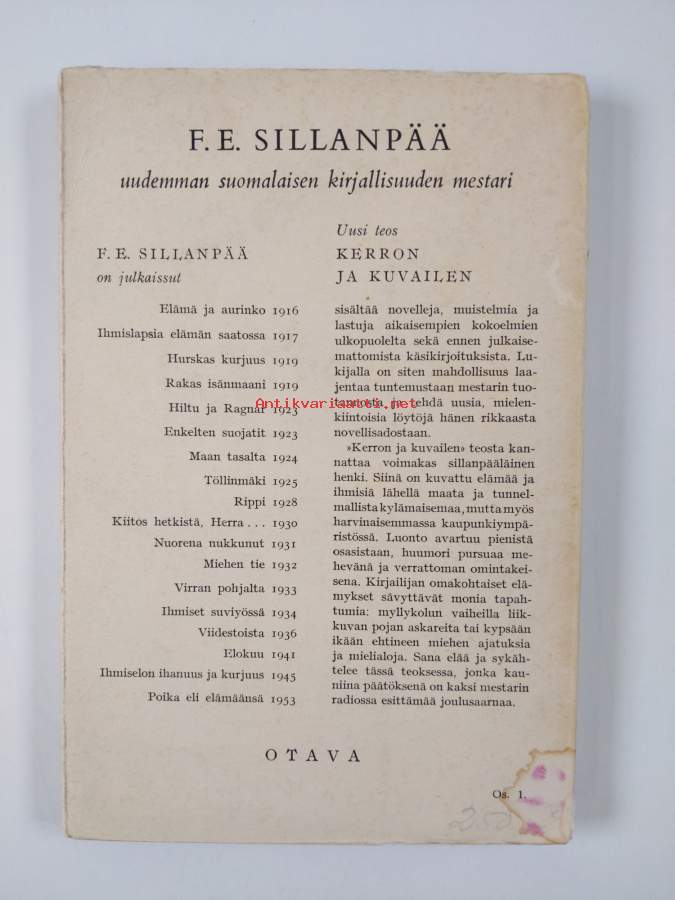 F. E. SILLANPÄÄ
uudemman suomalaisen kirjallisuuden mestari
F. E. SILLANPÄÄ
on julkaissut
Elämä ja aurinko 1916
Ihmislapsia elämän saatossa 1917
Hurskas kurjuus 1919
Rakas isänmaani 1919
Hiltu ja Ragnar 1923
Enkelten suojatit 1923
Maan tasalta 1924
Töllinmäki 1925
Rippi 1928
Kiitos hetkistä, Herra . . . 1930
Nuorena nukkunut 1931
Miehen tie 1932
Virran pohjalta 1933
Ihmiset suviyössä 1934
Viidestoista 1936
Elokuu 1941
Ihmiselon ihanuus ja kurjuus 1945
Poika eli elämäänsä 1953
Uusi teos
KERRON
JA KUVAILEN
sisältää novelleja, muistelmia ja
lastuja aikaisempien kokoelmien
ulkopuolelta sekä ennen julkaise-
mattomista käsikirjoituksista. Lu-
kijalla on siten mahdollisuus laa-
jentaa tuntemustaan mestarin tuo-
tannosta ja tehdä uusia, mielen-
kiintoisia löytöjä hänen rikkaasta
novellisadostaan.
»Kerron ja kuvailen» teosta kan-
nattaa voimakas sillanpääläinen
henki. Siinä on kuvattu elämää ja
ihmisiä lähellä maata ja tunnel-
mallista kylämaisemaa, mutta myös
harvinaisemmassa kaupunkiympä-
ristössä. Luonto avartuu pienistä
osasistaan, huumori pursuaa me-
hevänä ja verrattoman omintakei-
sena. Kirjailijan omakohtaiset elä-
mykset sävyttävät monia tapah-
tumia: myllykolun vaiheilla liik-
kuvan pojan askareita tai kypsään
ikään ehtineen miehen ajatuksia
ja mielialoja. Sana elää ja sykäh-
telee tässä teoksessa, jonka kau-
niina päätöksenä on kaksi mestarin
radiossa esittämää joulusaarnaa.
Antikvariaatti.net
OTAVA
Os. 1.